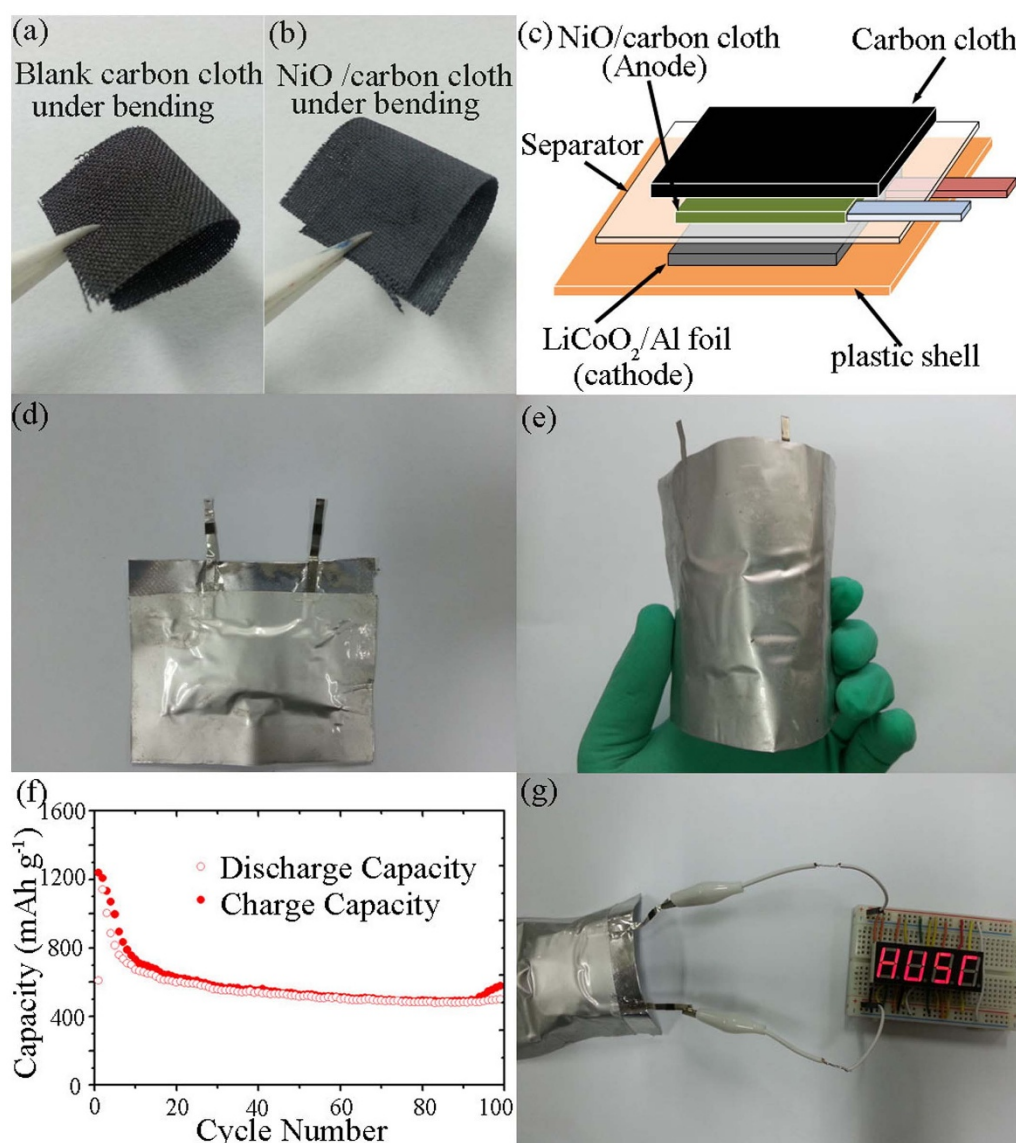 (a)
Blank carbon cloth
under bending
(b)
NiO /carbon cloth
under bending
(c)
NiO/carbon cloth
(Anode)
Carbon cloth
Separator
LiCoO₂/Al foil
(cathode)
plastic shell
(d)
(e)
(f)
1600
1200
800
400
0
Capacity (mAh g⁻¹)
Discharge Capacity
Charge Capacity
0 20 40 60 80 100
Cycle Number
(g)
HUST